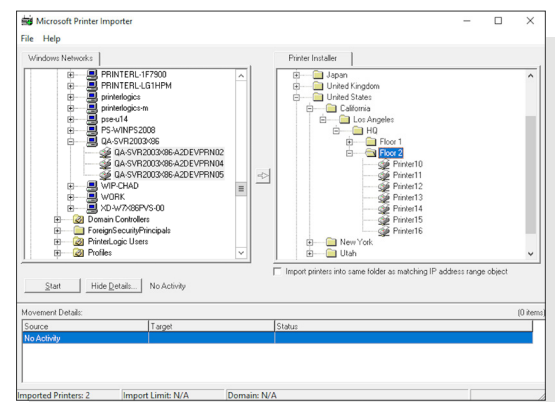 Microsoft Printer Importer
File Help
Windows Networks
PRINTERL-1F7900
PRINTERL-LG1HPM
printerlogics
printerlogics-m
pse-u14
PS-WINPS2008
QA-SVR2003X86
QA-SVR2003X86-A2DEVPRN02
QA-SVR2003X86-A2DEVPRN04
QA-SVR2003X86-A2DEVPRN05
WIP-CHAD
WORK
XD-W7X86PVS-00
Domain Controllers
ForeignSecurityPrincipals
PrinterLogic Users
Profiles
Printer Installer
Japan
United Kingdom
United States
California
Los Angeles
HQ
Floor 1
Floor 2
Printer10
Printer11
Printer12
Printer13
Printer14
Printer15
Printer16
New York
Utah
Import printers into same folder as matching IP address range object
Start Hide Details... No Activity
Movement Details: (0 items)
Source Target Status
No Activity
Imported Printers: 2 Import Limit: N/A Domain: N/A